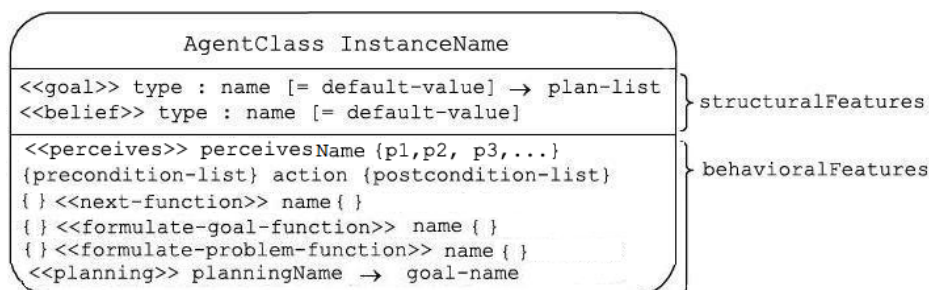 AgentClass InstanceName
<<goal>> type : name [= default-value] → plan-list
<<belief>> type : name [= default-value]
structuralFeatures
<<perceives>> perceivesName {p1,p2, p3,...}
{precondition-list} action {postcondition-list}
{ } <<next-function>> name { }
{ } <<formulate-goal-function>> name { }
{ } <<formulate-problem-function>> name { }
<<planning>> planningName → goal-name
behavioralFeatures